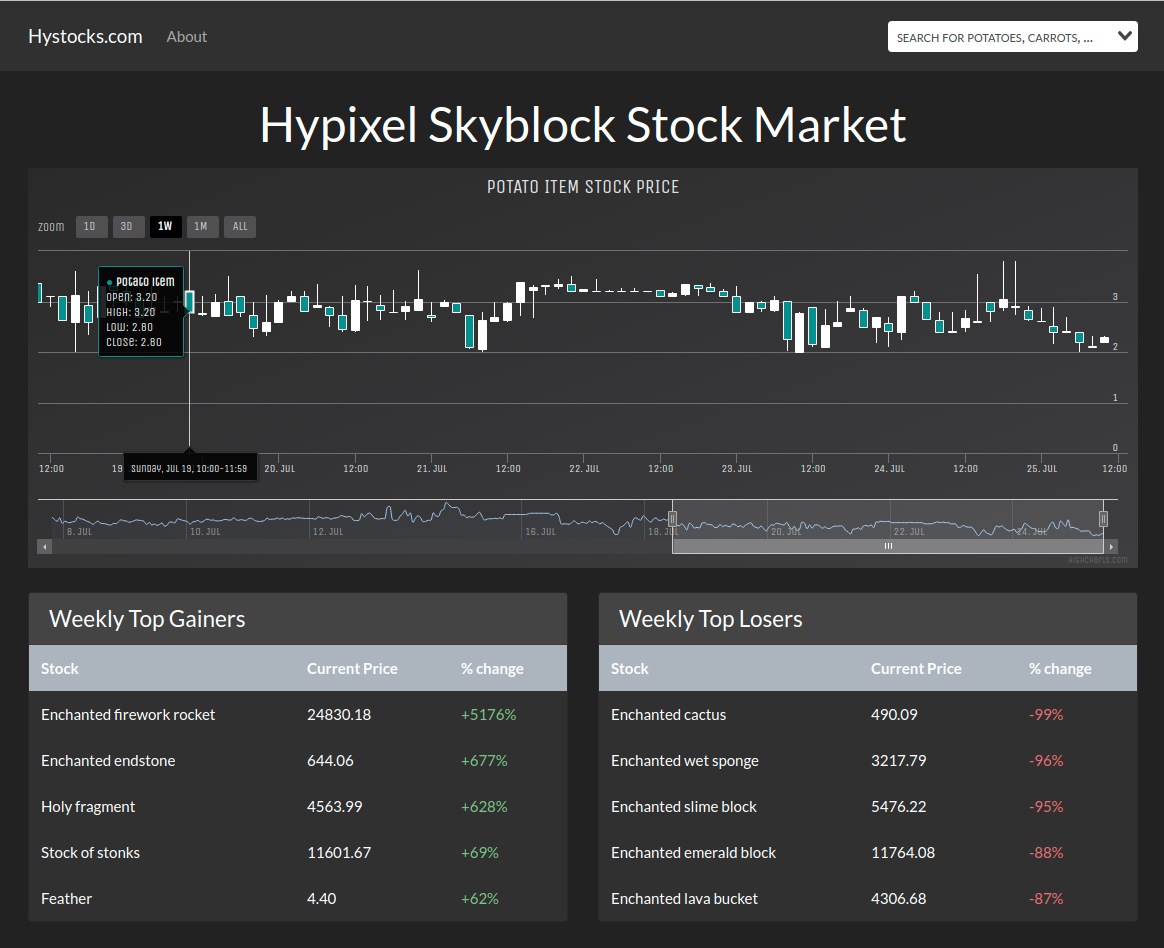 Hystocks.com About SEARCH FOR POTATOES, CARROTS, ...
Hypixel Skyblock Stock Market
POTATO ITEM STOCK PRICE
Zoom 1D 3D 1W 1M ALL
Potato Item
OPEN: 3.20
HIGH: 3.20
LOW: 2.80
CLOSE: 2.80
3
2
1
0
12:00 19 20. JUL 12:00 21. JUL 12:00 22. JUL 12:00 23. JUL 12:00 24. JUL 12:00 25. JUL 12:00
SUNDAY, JUL 19, 10:00-11:59
8. JUL 10. JUL 12. JUL 16. JUL 18. JUL 20. JUL 22. JUL 24. JUL
HIGHCHARTS.COM
Weekly Top Gainers
Stock Current Price % change
Enchanted firework rocket 24830.18 +5176%
Enchanted endstone 644.06 +677%
Holy fragment 4563.99 +628%
Stock of stonks 11601.67 +69%
Feather 4.40 +62%
Weekly Top Losers
Stock Current Price % change
Enchanted cactus 490.09 -99%
Enchanted wet sponge 3217.79 -96%
Enchanted slime block 5476.22 -95%
Enchanted emerald block 11764.08 -88%
Enchanted lava bucket 4306.68 -87%